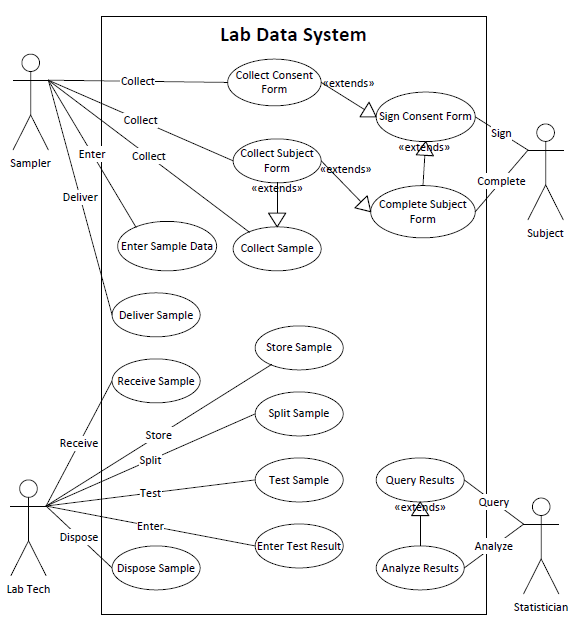 Lab Data System
Collect
Collect Consent
Form
«extends»
Sign Consent Form
Sign
Sampler
Collect
Enter
Collect
Collect Subject
Form
«extends»
«extends»
«extends»
Complete
Deliver
Complete Subject
Form
Subject
Enter Sample Data
Collect Sample
Deliver Sample
Store Sample
Receive Sample
Split Sample
Receive
Store
Split
Test
Test Sample
Query Results
«extends»
Query
Enter
Dispose
Enter Test Result
Analyze
Lab Tech
Dispose Sample
Analyze Results
Statistician